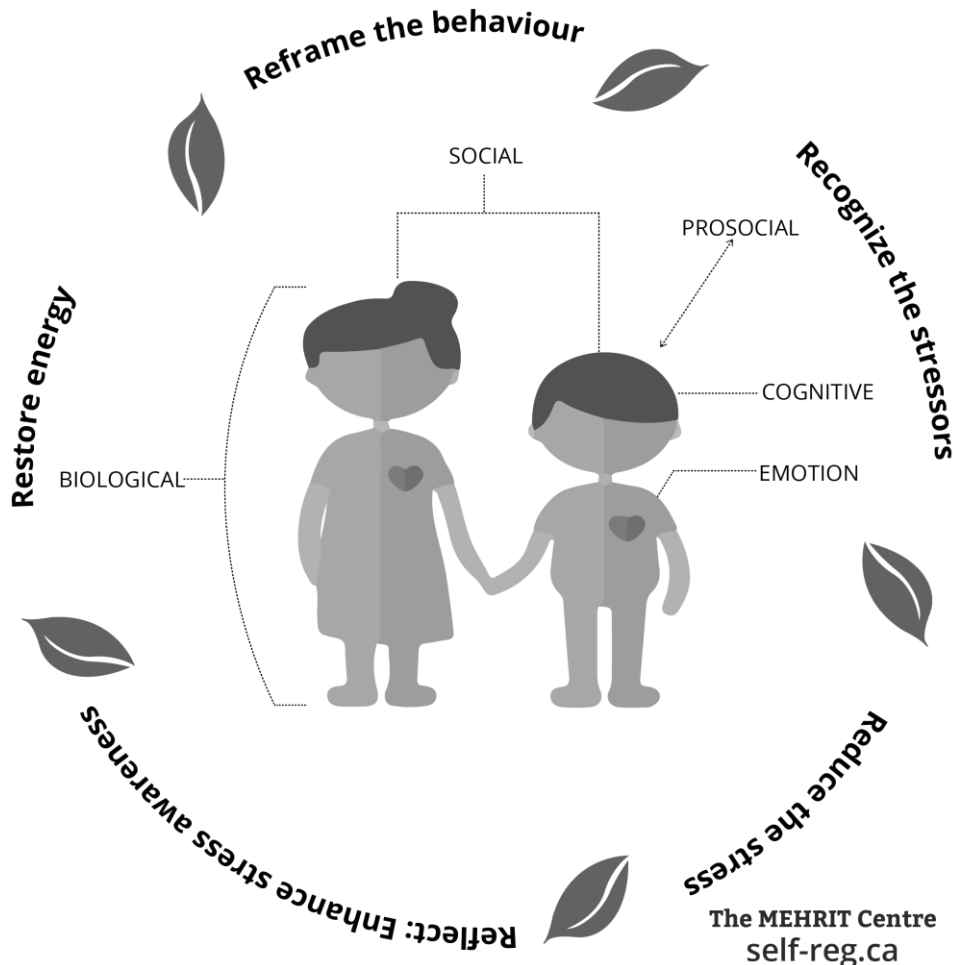 Reframe the behaviour
Recognize the stressors
Reduce the stress
Reflect: Enhance stress awareness
Restore energy
SOCIAL
PROSOCIAL
COGNITIVE
EMOTION
BIOLOGICAL
The MEHRIT Centre
self-reg.ca